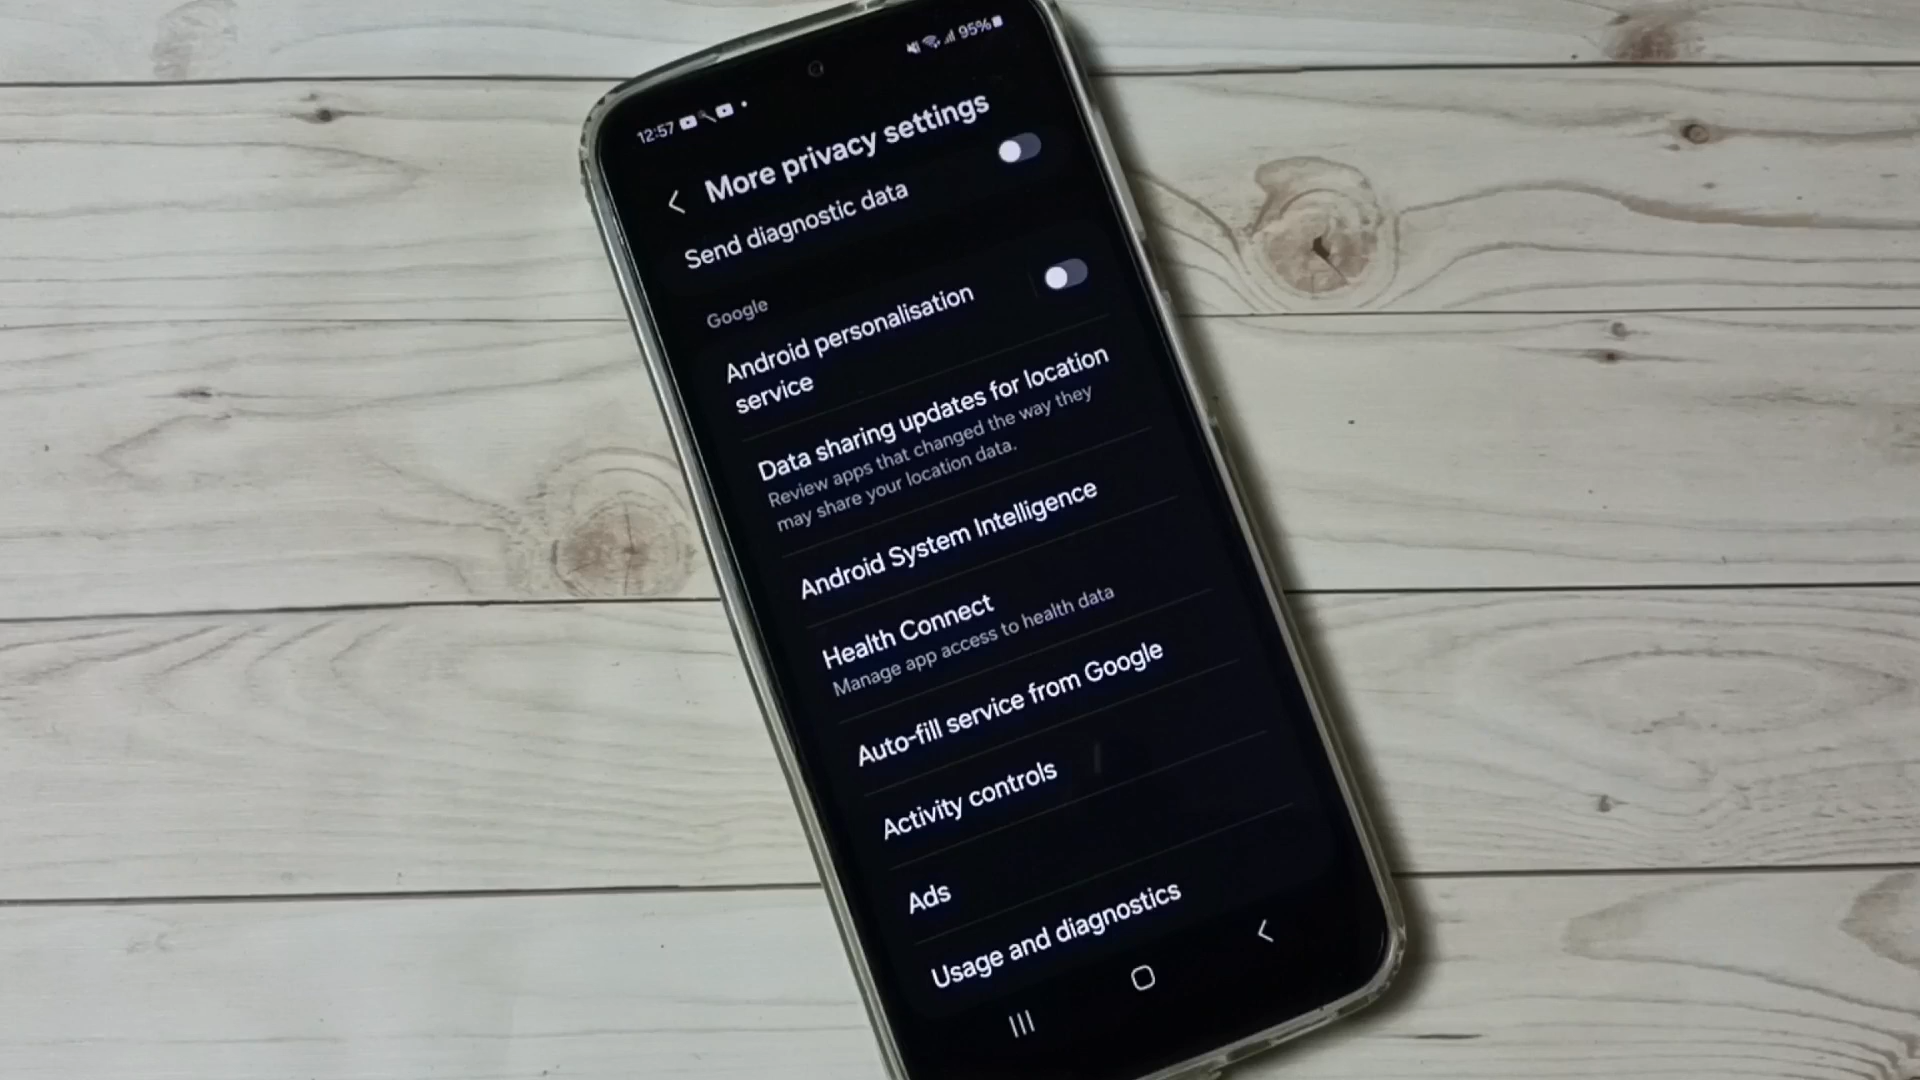 12:57
95%
More privacy settings
Send diagnostic data
Google
Android personalisation
service
Data sharing updates for location
Review apps that changed the way they
may share your location data.
Android System Intelligence
Health Connect
Manage app access to health data
Auto-fill service from Google
Activity controls
Ads
Usage and diagnostics